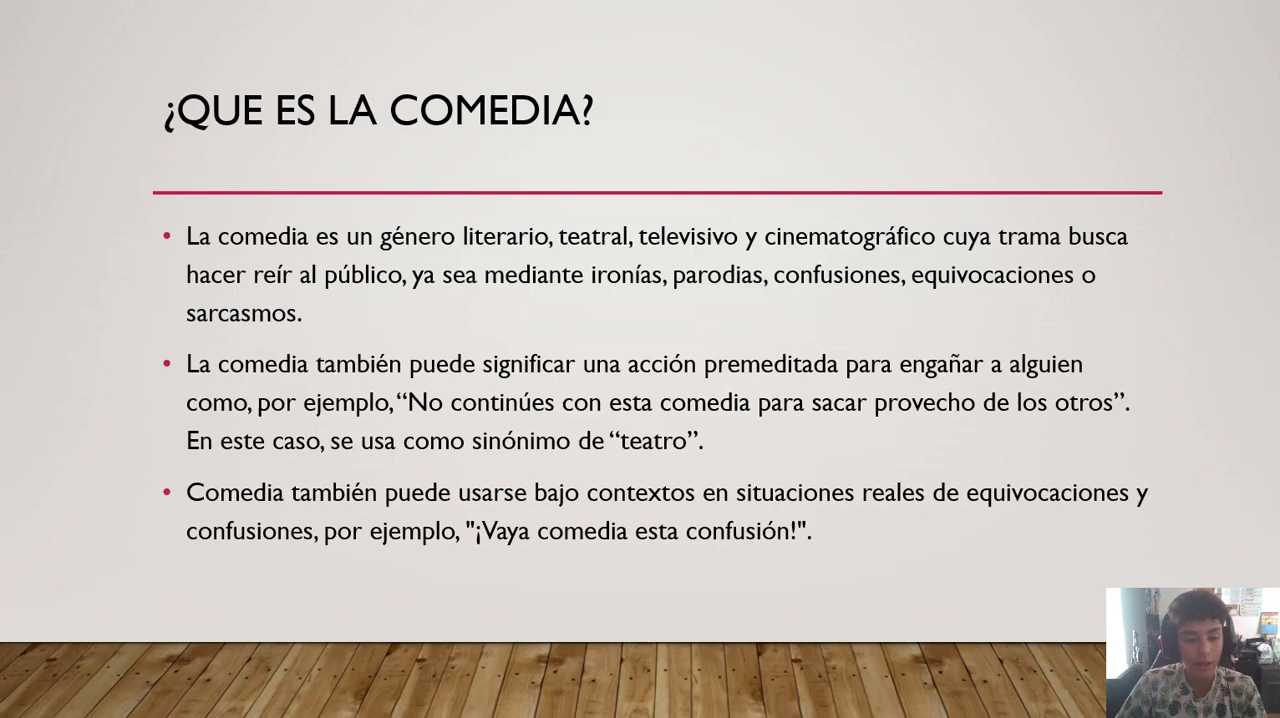 ¿QUE ES LA COMEDIA?
• La comedia es un género literario, teatral, televisivo y cinematográfico cuya trama busca
hacer reír al público, ya sea mediante ironías, parodias, confusiones, equivocaciones o
sarcasmos.
• La comedia también puede significar una acción premeditada para engañar a alguien
como, por ejemplo, “No continúes con esta comedia para sacar provecho de los otros”.
En este caso, se usa como sinónimo de “teatro”.
• Comedia también puede usarse bajo contextos en situaciones reales de equivocaciones y
confusiones, por ejemplo, "¡Vaya comedia esta confusión!".